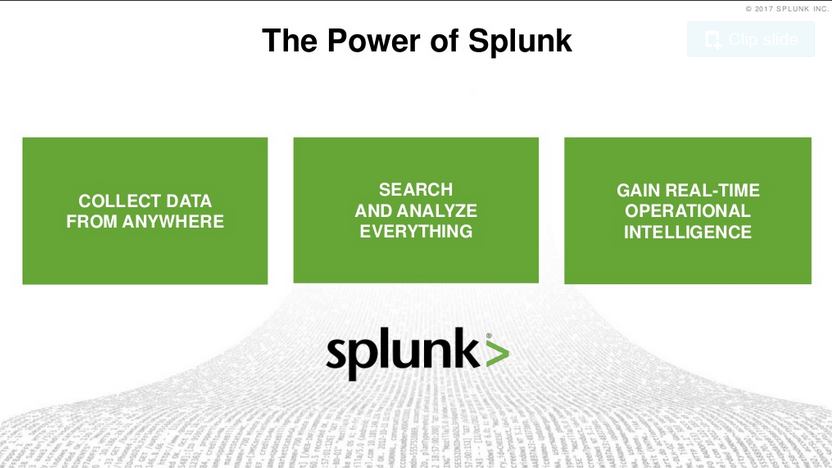 © 2017 SPLUNK INC.
The Power of Splunk
Clip slide
COLLECT DATA
FROM ANYWHERE
SEARCH
AND ANALYZE
EVERYTHING
GAIN REAL-TIME
OPERATIONAL
INTELLIGENCE
splunk>®